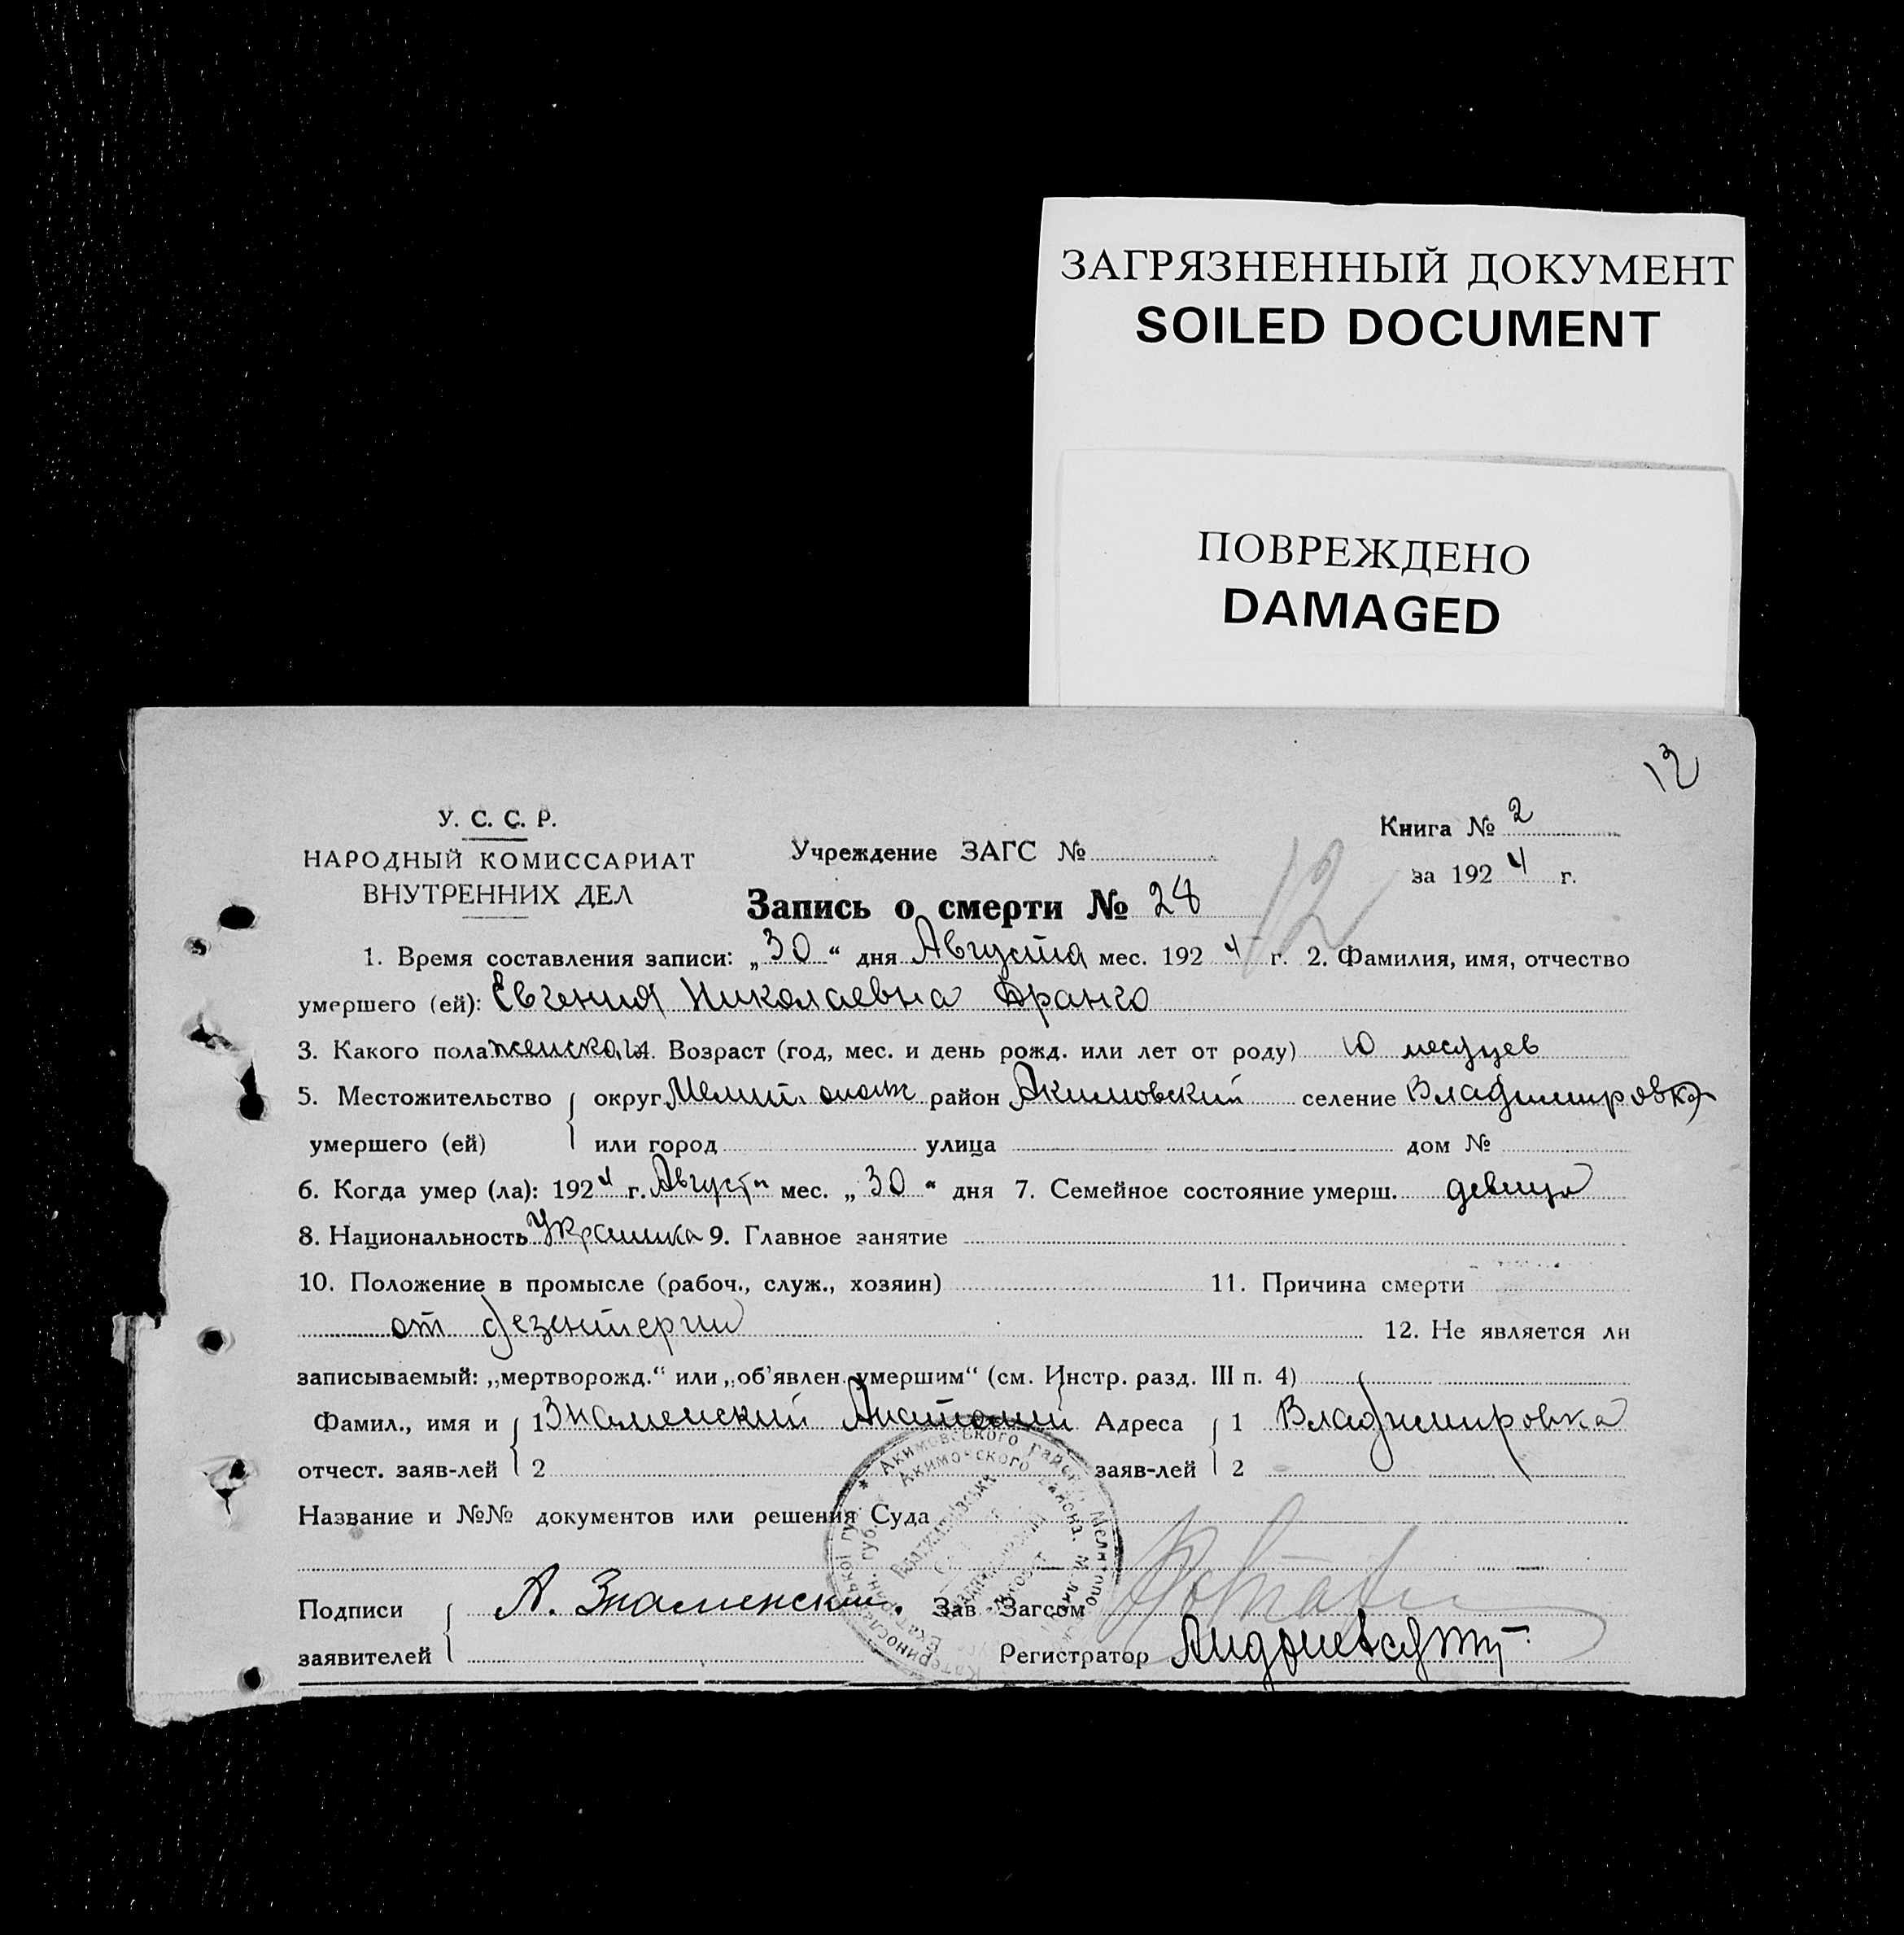 ЗАГРЯЗНЕННЫЙ ДОКУМЕНТ
SOILED DOCUMENT
ПОВРЕЖДЕНО
DAMAGED
12
У. С. С. Р.
НАРОДНЫЙ КОМИССАРИАТ
ВНУТРЕННИХ ДЕЛ
Учреждение ЗАГС №
Книга № 2
за 1924 г.
Запись о смерти № 28
12
1. Время составления записи: „30“ дня Августа мес. 1924 г. 2. Фамилия, имя, отчество
умершего (ей): Евгения Николаевна Франко
3. Какого пола женского 4. Возраст (год, мес. и день рожд. или лет от роду) 10 месяцев
5. Местожительство округ Мелит. район Акимовский селение Владимировка
умершего (ей) или город улица дом №
6. Когда умер (ла): 1924 г. Август мес. „30“ дня 7. Семейное состояние умерш. девица
8. Национальность Украинка 9. Главное занятие
10. Положение в промысле (рабоч., служ., хозяин) 11. Причина смерти
от дезентерии 12. Не является ли
записываемый: „мертворожд.“ или „об'явлен. умершим“ (см. Инстр. разд. III п. 4)
Фамил., имя и 1 Знаменский Анатолий Адреса 1 Владимировка
отчест. заяв-лей 2 заяв-лей 2
Название и №№ документов или решения Суда
Подписи А. Знаменский. Зав. Загсом
заявителей Регистратор